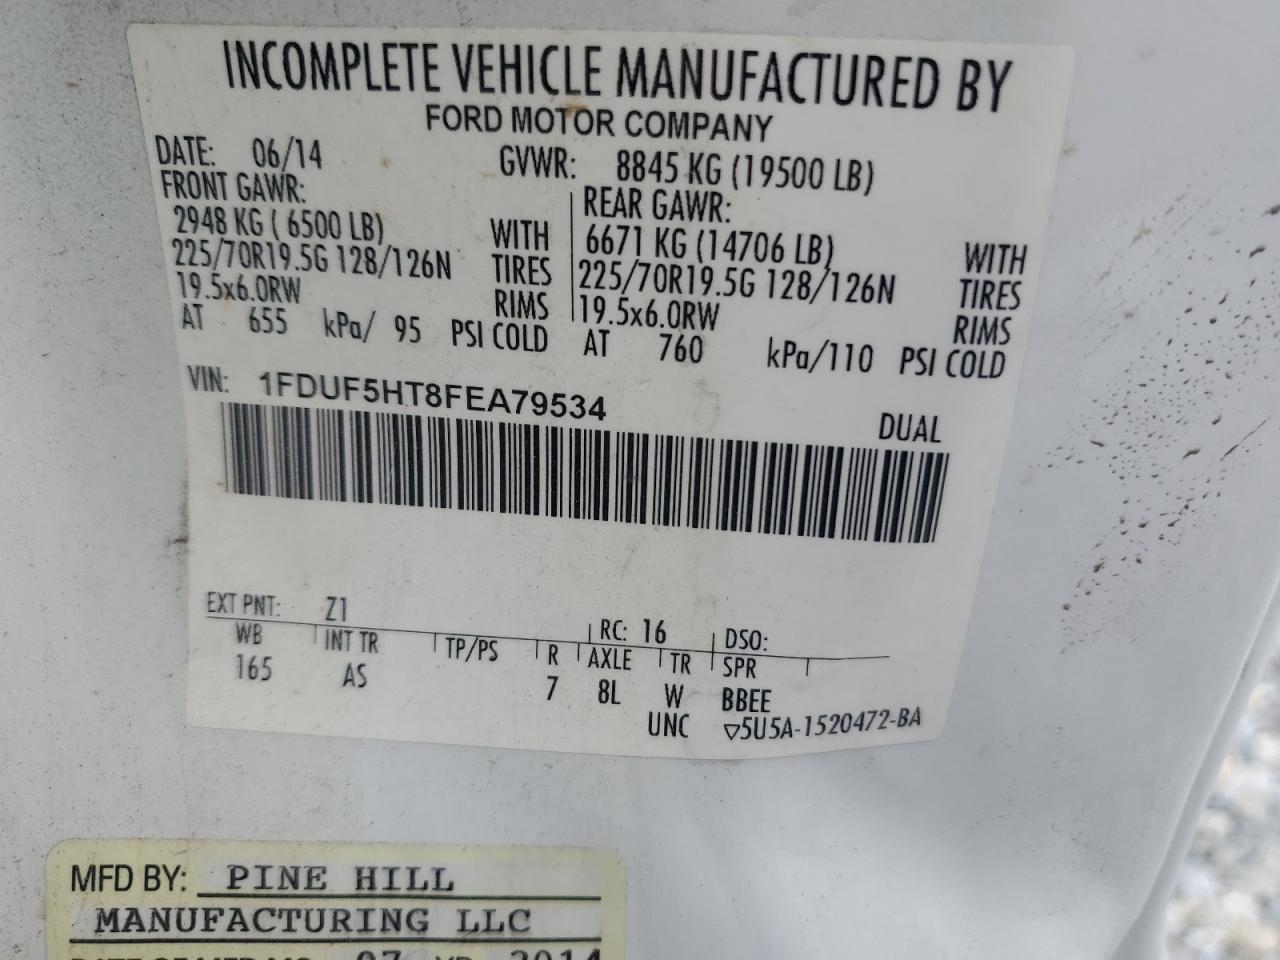 INCOMPLETE VEHICLE MANUFACTURED BY
FORD MOTOR COMPANY
DATE: 06/14 GVWR: 8845 KG (19500 LB)
FRONT GAWR: REAR GAWR:
2948 KG ( 6500 LB) WITH 6671 KG (14706 LB) WITH
225/70R19.5G 128/126N TIRES 225/70R19.5G 128/126N TIRES
19.5x6.0RW RIMS 19.5x6.0RW RIMS
AT 655 kPa/ 95 PSI COLD AT 760 kPa/110 PSI COLD
VIN: 1FDUF5HT8FEA79534
DUAL
EXT PNT: Z1 RC: 16 DSO:
WB INT TR TP/PS R AXLE TR SPR
165 AS 7 8L W BBEE
UNC ▽5U5A-1520472-BA
MFD BY: PINE HILL
MANUFACTURING LLC
07 2014